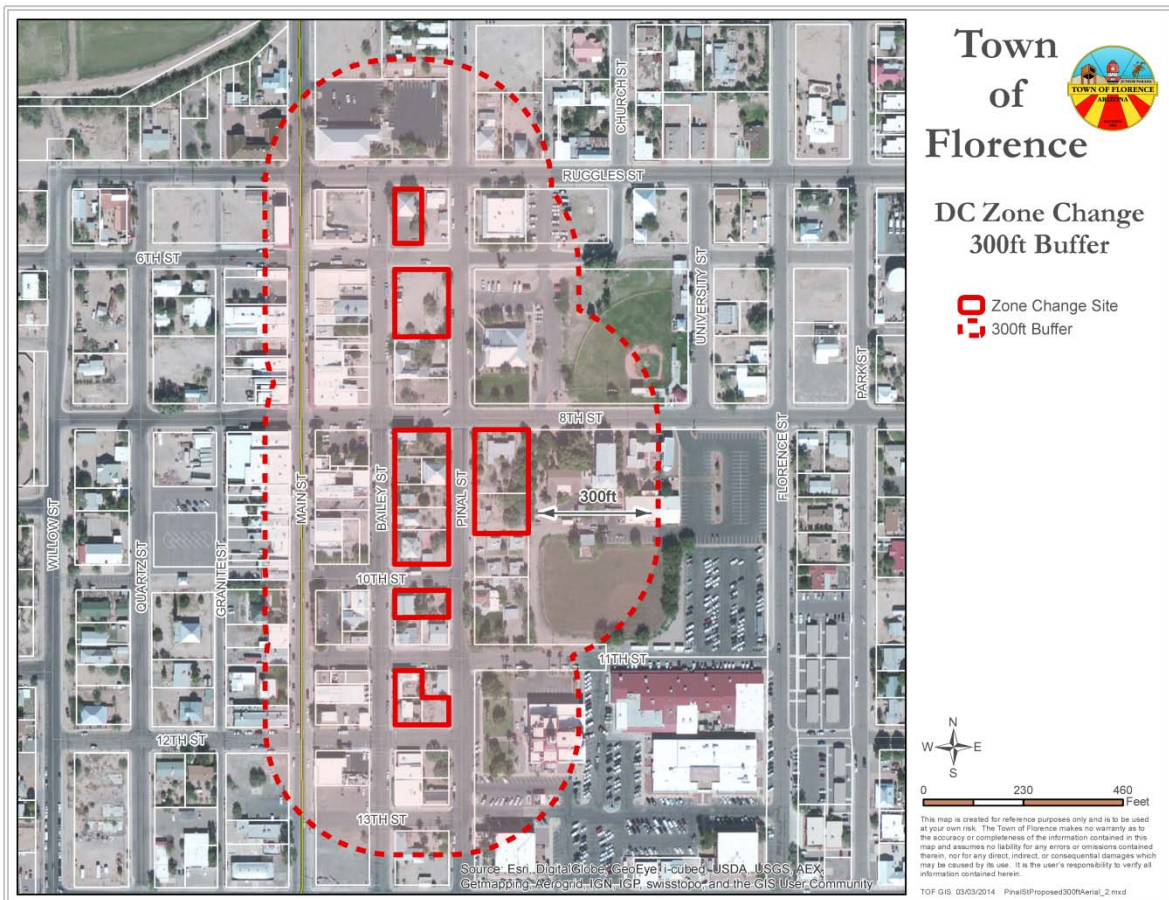 Town
of
Florence
TOWN OF FLORENCE
ARIZONA
DC Zone Change
300ft Buffer
Zone Change Site
300ft Buffer
CHURCH ST
RUGGLES ST
6TH ST
UNIVERSITY ST
PARK ST
8TH ST
FLORENCE ST
MAIN ST
BAILEY ST
PINAL ST
300ft
WILLOW ST
QUARTZ ST
GRANITE ST
10TH ST
11TH ST
12TH ST
13TH ST
N
W E
S
0 230 460
Feet
Source: Esri, DigitalGlobe, GeoEye, i-cubed, USDA, USGS, AEX,
Getmapping, Aerogrid, IGN, IGP, swisstopo, and the GIS User Community
This map is created for reference purposes only and is to be used
at your own risk. The Town of Florence makes no warranty as to
the accuracy or completeness of the information contained in this
map and assumes no liability for any errors or omissions contained
therein, nor for any direct, indirect, or consequential damages which
may be caused by its use. It is the user's responsibility to verify all
information contained herein.
TOF GIS 03/03/2014 PinalStProposed300ftAerial_2.mxd